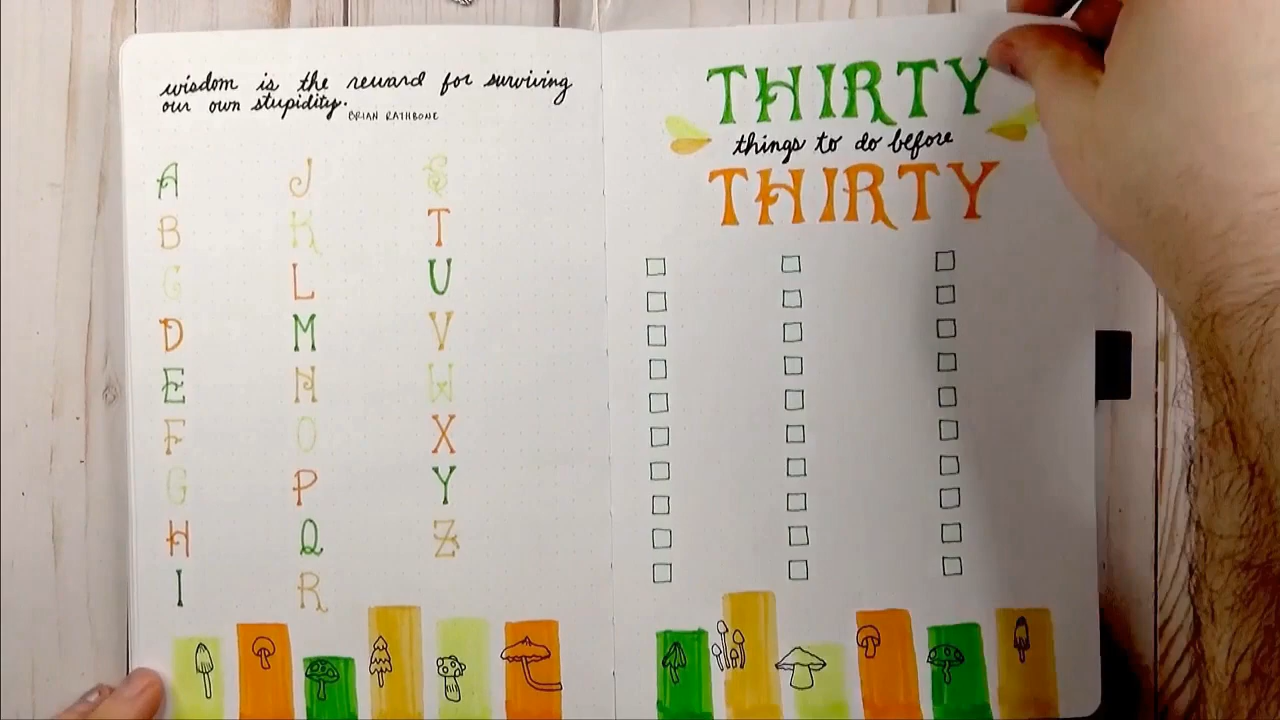 wisdom is the reward for surviving
our own stupidity.
BRIAN RATHBONE
A
B
C
D
E
F
G
H
I
J
K
L
M
N
O
P
Q
R
S
T
U
V
W
X
Y
Z
THIRTY
things to do before
THIRTY